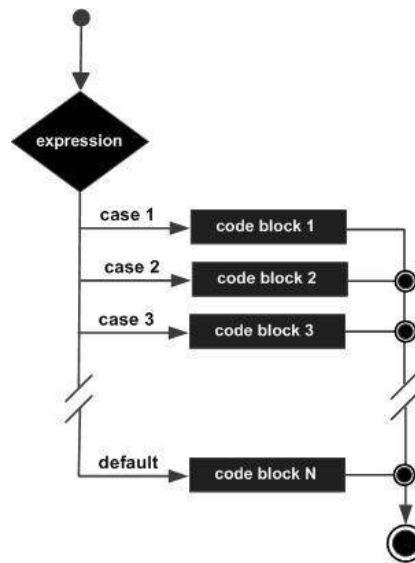 expression
case 1
code block 1
case 2
code block 2
case 3
code block 3
default
code block N